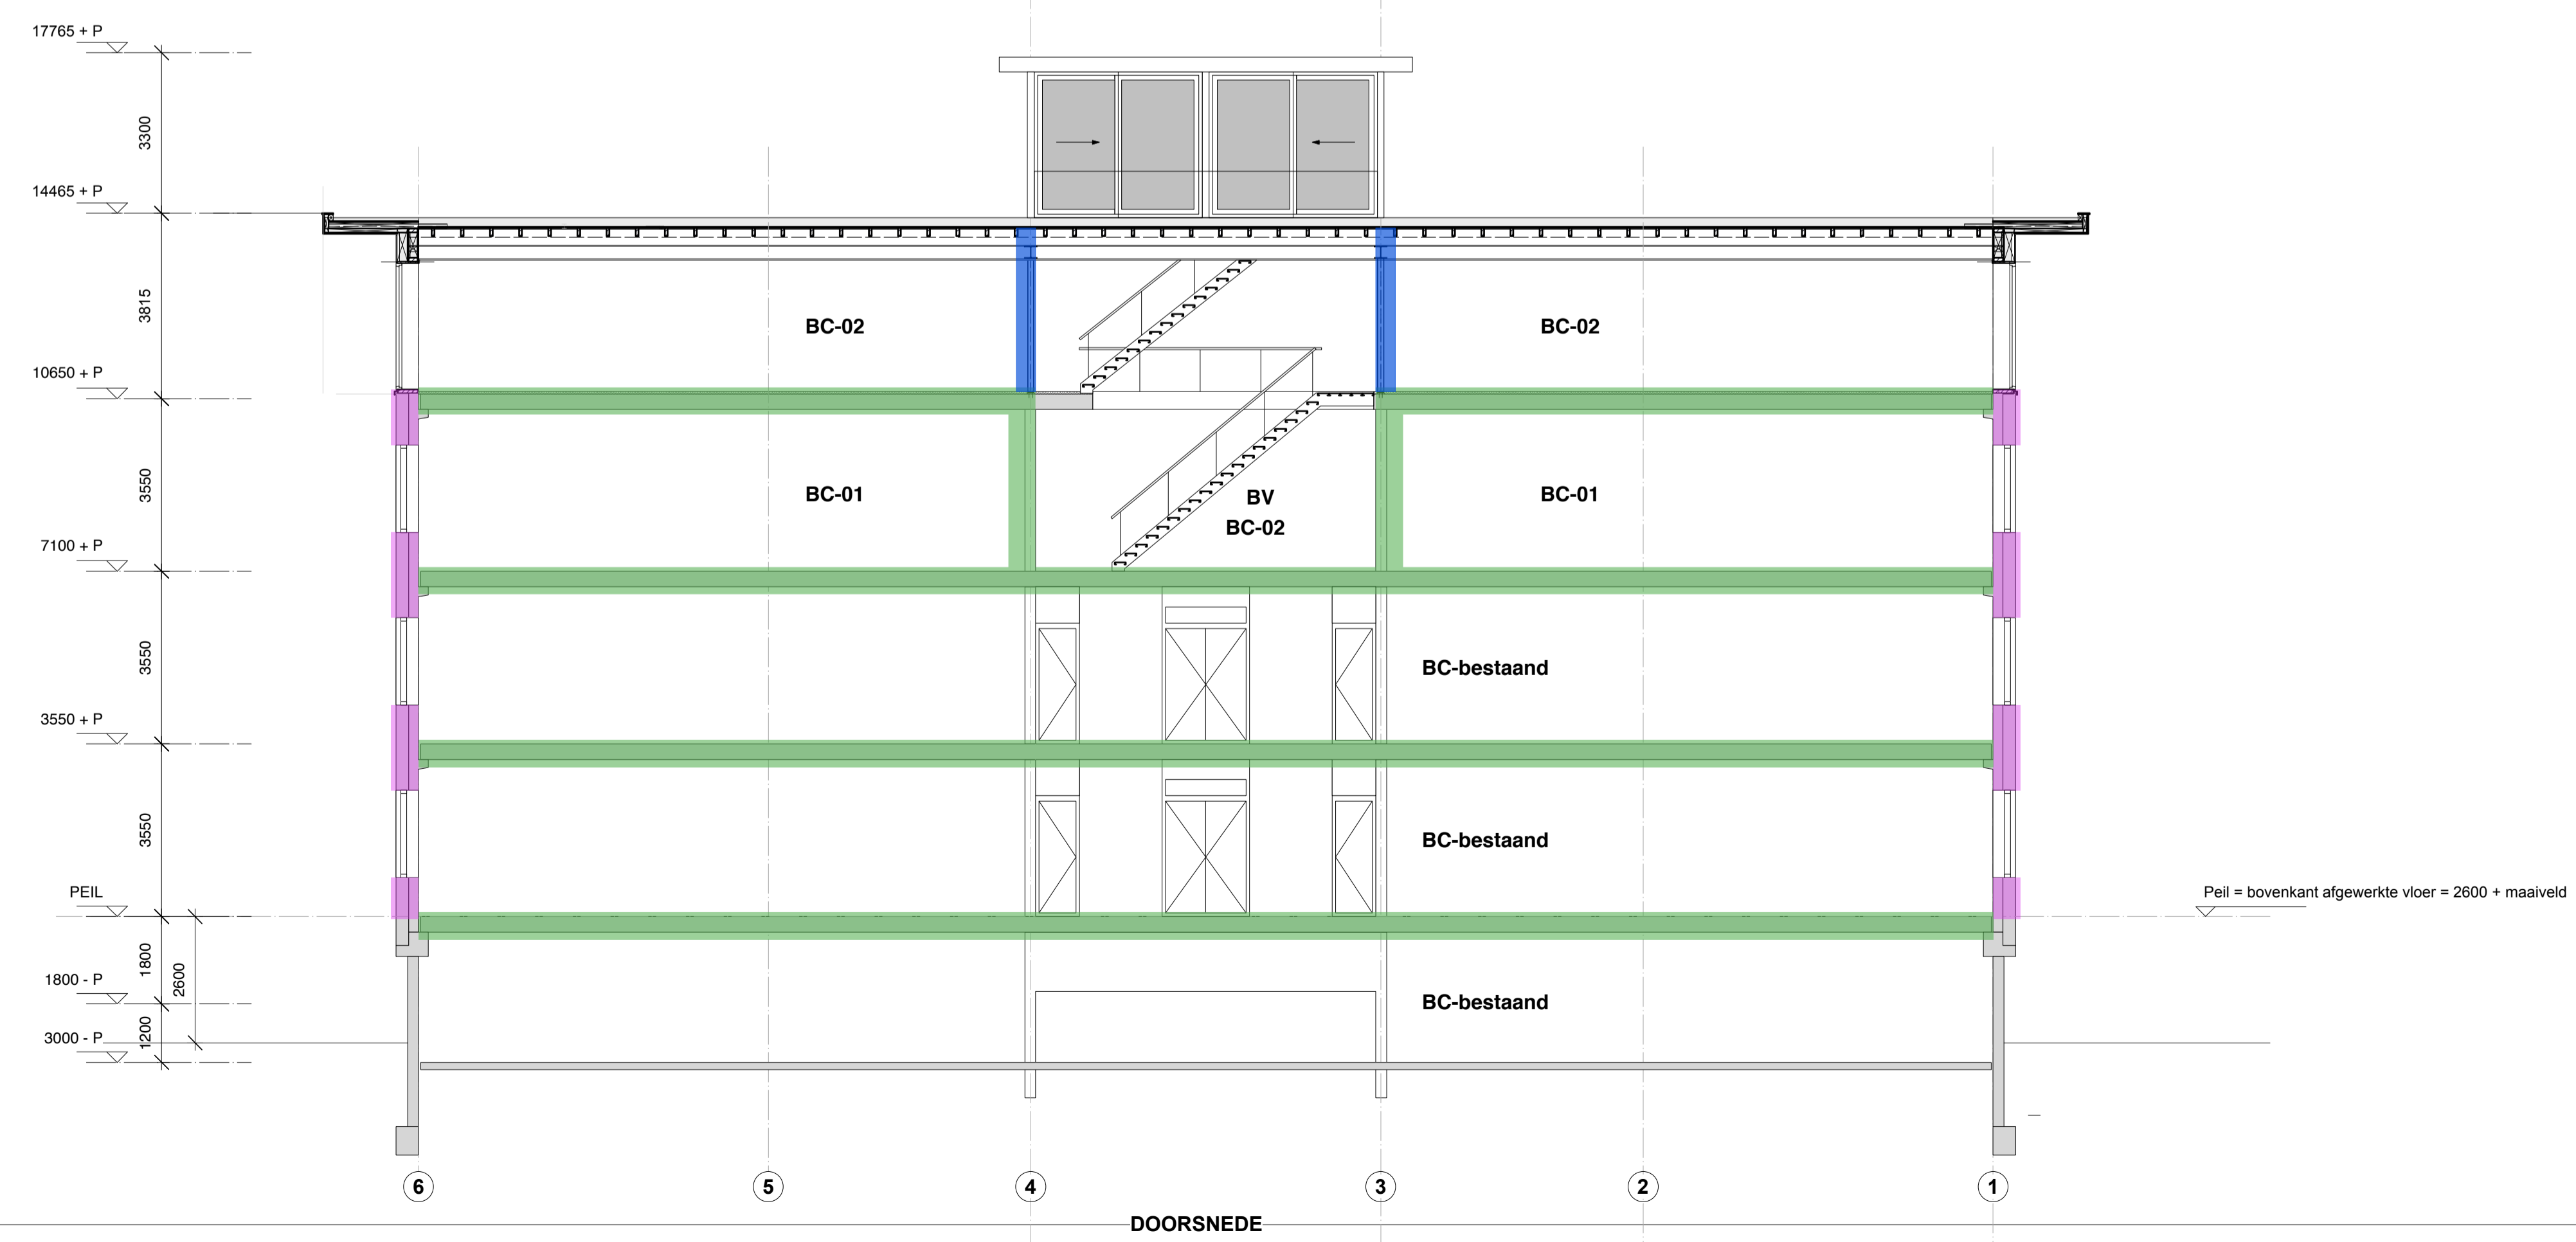 17765 + P
3300
14465 + P
3815
BC-02
BC-02
10650 + P
3550
BC-01
BV
BC-02
BC-01
7100 + P
3550
BC-bestaand
3550 + P
3550
BC-bestaand
PEIL
Peil = bovenkant afgewerkte vloer = 2600 + maaiveld
1800
2600
1800 - P
BC-bestaand
1200
3000 - P
6
5
4
3
2
1
DOORSNEDE